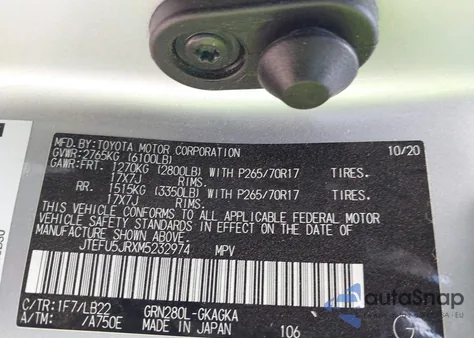 MFD.BY:TOYOTA MOTOR CORPORATION 10/20
GVWR:2765KG (6100LB)
GAWR:FRT. 1270KG (2800LB) WITH P265/70R17 TIRES.
17X7J RIMS.
RR. 1515KG (3350LB) WITH P265/70R17 TIRES.
17X7J RIMS.
THIS VEHICLE CONFORMS TO ALL APPLICABLE FEDERAL MOTOR
VEHICLE SAFETY STANDARDS IN EFFECT ON THE DATE OF
MANUFACTURE SHOWN ABOVE.
JTEFU5JRXM5232974 MPV
C/TR:1F7/LB22 GRN280L-GKAGKA
A/TM: /A750E MADE IN JAPAN 106
G
autoSnap